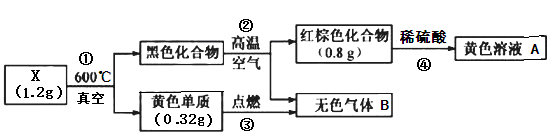 ②
黑色化合物
高温
空气
红棕色化合物
(0.8 g)
稀硫酸
④
黄色溶液 A
①
X
(1.2g)
600℃
真空
黄色单质
(0.32g)
点燃
③
无色气体 B